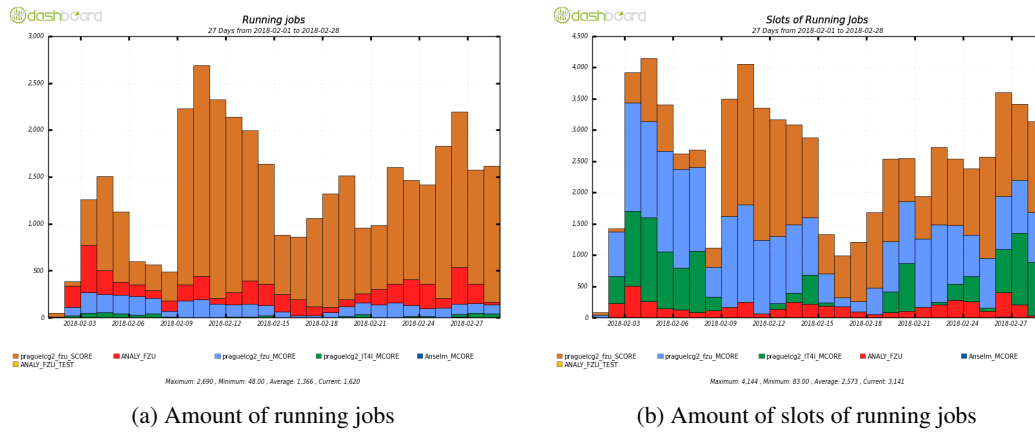 dashboard
Running jobs
27 Days from 2018-02-01 to 2018-02-28
3,000
2,500
2,000
1,500
1,000
500
0
2018-02-03 2018-02-06 2018-02-09 2018-02-12 2018-02-15 2018-02-18 2018-02-21 2018-02-24 2018-02-27
praguelcg2_fzu_SCORE ANALY_FZU praguelcg2_fzu_MCORE praguelcg2_IT4I_MCORE Anselm_MCORE
ANALY_FZU_TEST
Maximum: 2,690 , Minimum: 48.00 , Average: 1,366 , Current: 1,620
(a) Amount of running jobs
dashboard
Slots of Running Jobs
27 Days from 2018-02-01 to 2018-02-28
4,500
4,000
3,500
3,000
2,500
2,000
1,500
1,000
500
0
2018-02-03 2018-02-06 2018-02-09 2018-02-12 2018-02-15 2018-02-18 2018-02-21 2018-02-24 2018-02-27
praguelcg2_fzu_SCORE praguelcg2_fzu_MCORE praguelcg2_IT4I_MCORE ANALY_FZU Anselm_MCORE
ANALY_FZU_TEST
Maximum: 4,144 , Minimum: 83.00 , Average: 2,573 , Current: 3,141
(b) Amount of slots of running jobs